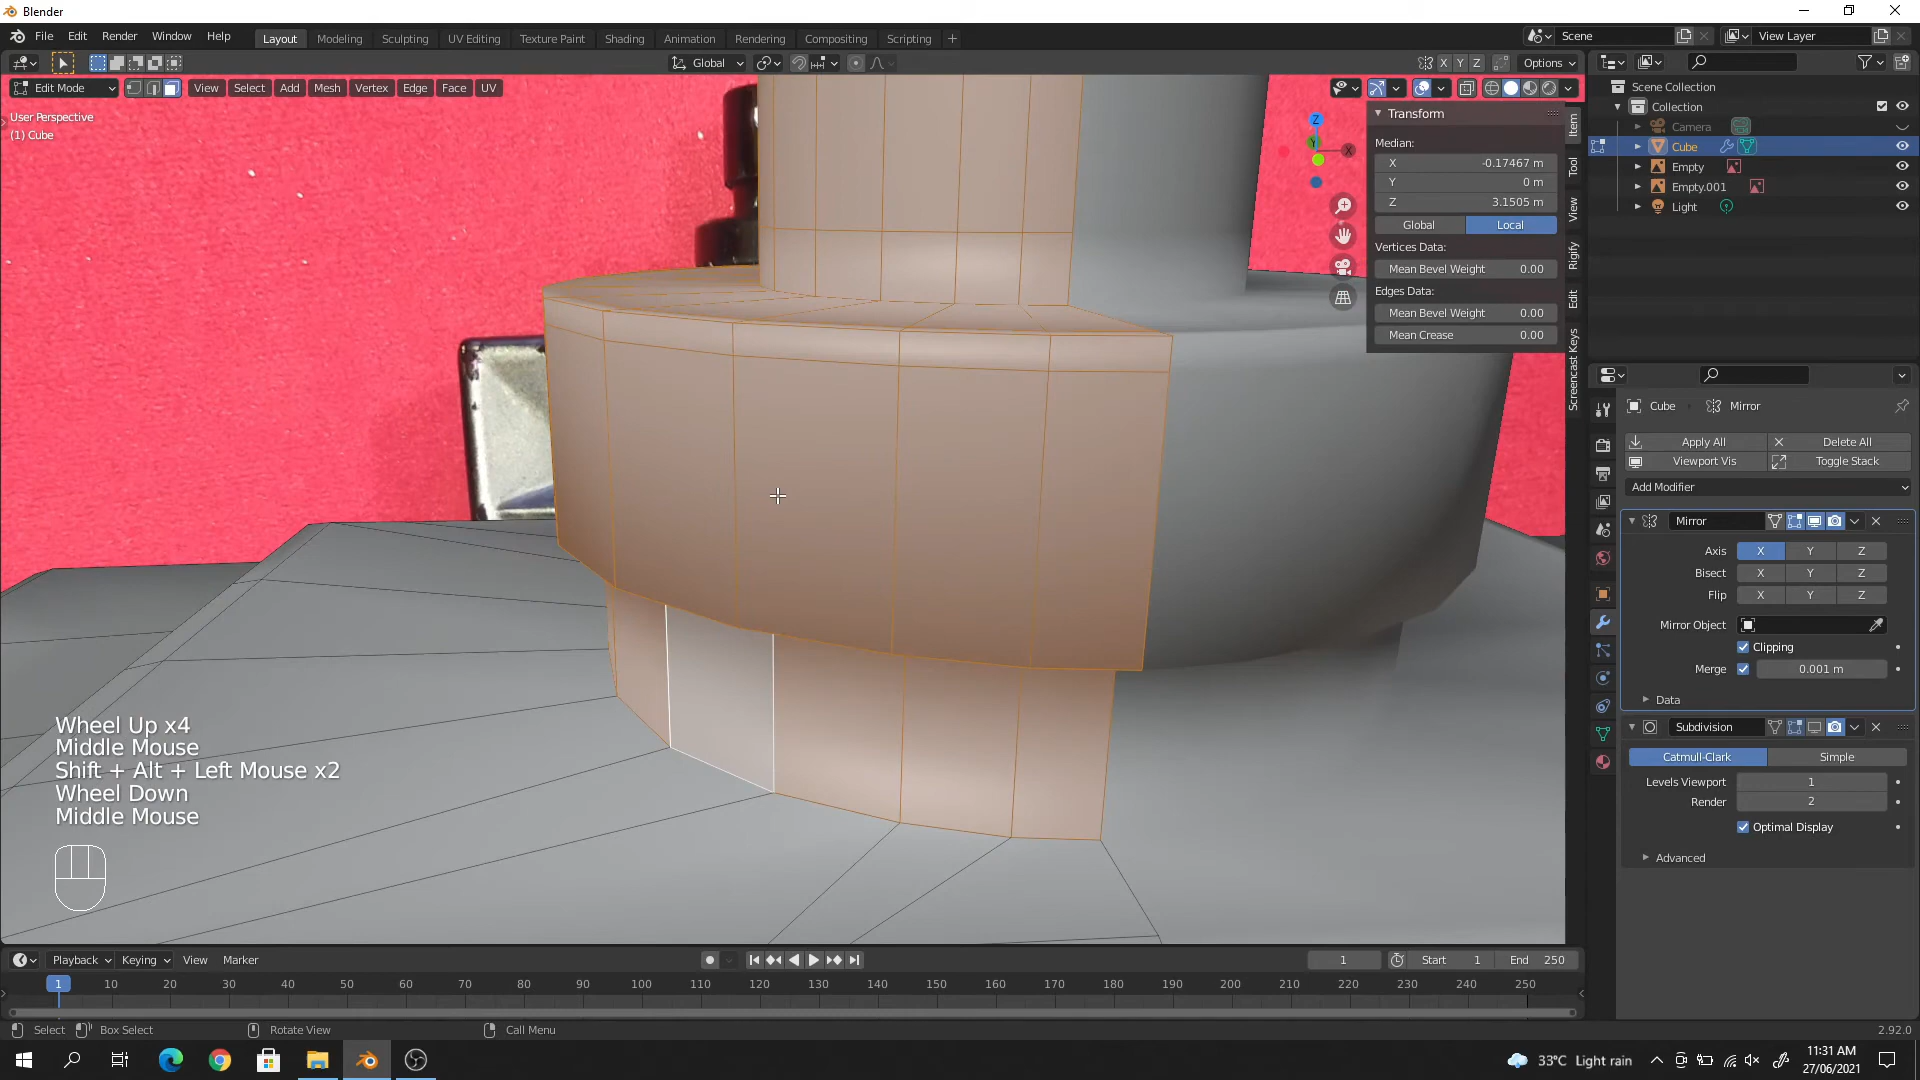 Blender
File Edit Render Window Help
Layout Modeling Sculpting UV Editing Texture Paint Shading Animation Rendering Compositing Scripting +
Scene
View Layer
Global
X Y Z
Options
Edit Mode
View Select Add Mesh Vertex Edge Face UV
User Perspective
(1) Cube
Z
Y
X
Transform
Median:
X -0.17467 m
Y 0 m
Z 3.1505 m
Global Local
Vertices Data:
Mean Bevel Weight 0.00
Edges Data:
Mean Bevel Weight 0.00
Mean Crease 0.00
Item
Tool
View
Rigify
Edit
Screencast Keys
Scene Collection
Collection
Camera
Cube
Empty
Empty.001
Light
Cube Mirror
Apply All Delete All
Viewport Vis Toggle Stack
Add Modifier
Mirror
Axis X Y Z
Bisect X Y Z
Flip X Y Z
Mirror Object
Clipping
Merge 0.001 m
Data
Subdivision
Catmull-Clark Simple
Levels Viewport 1
Render 2
Optimal Display
Advanced
Wheel Up x4
Middle Mouse
Shift + Alt + Left Mouse x2
Wheel Down
Middle Mouse
Playback Keying View Marker
1 Start 1 End 250
1 10 20 30 40 50 60 70 80 90 100 110 120 130 140 150 160 170 180 190 200 210 220 230 240 250
Select Box Select Rotate View Call Menu
2.92.0
33°C Light rain
11:31 AM
27/06/2021